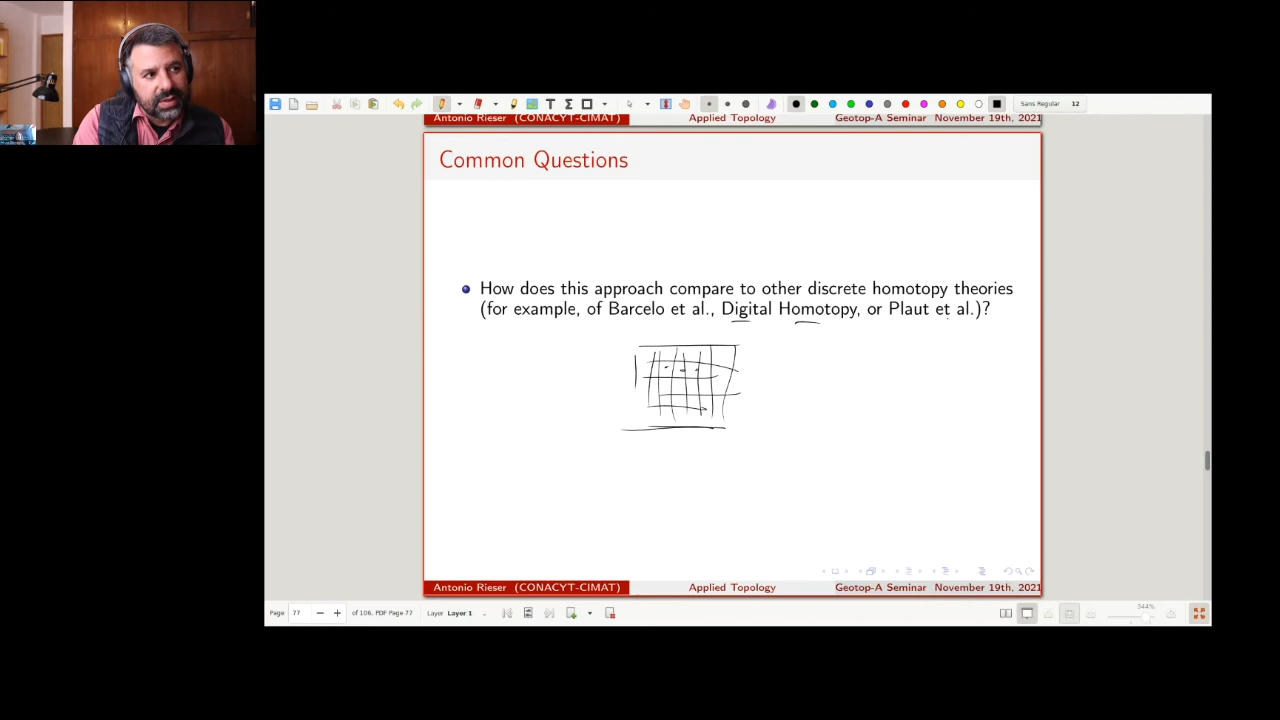 Sans Regular 12
Antonio Rieser (CONACYT-CIMAT) Applied Topology Geotop-A Seminar November 19th, 2021
Common Questions
How does this approach compare to other discrete homotopy theories
(for example, of Barcelo et al., Digital Homotopy, or Plaut et al.)?
Antonio Rieser (CONACYT-CIMAT) Applied Topology Geotop-A Seminar November 19th, 2021
Page 77 of 106, PDF Page 77 Layer Layer 1 344%